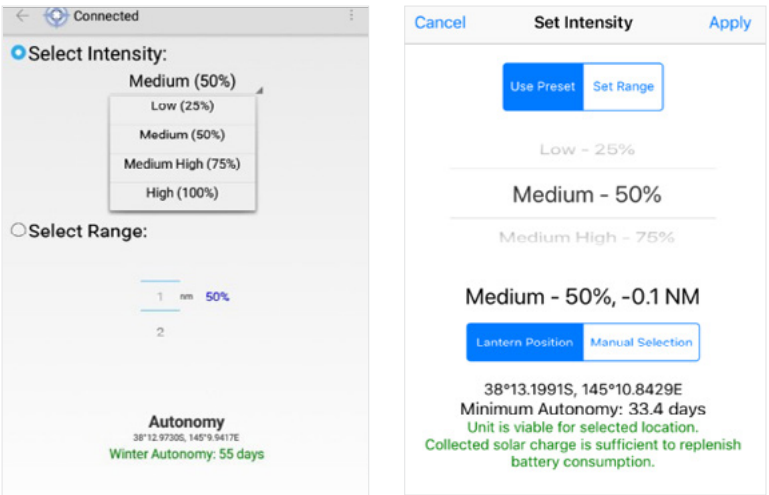 Connected
Select Intensity:
Medium (50%)
Low (25%)
Medium (50%)
Medium High (75%)
High (100%)
Select Range:
1 nm 50%
2
Autonomy
38°12.9730S, 145°9.9417E
Winter Autonomy: 55 days
Cancel Set Intensity Apply
Use Preset Set Range
Low - 25%
Medium - 50%
Medium High - 75%
Medium - 50%, -0.1 NM
Lantern Position Manual Selection
38°13.1991S, 145°10.8429E
Minimum Autonomy: 33.4 days
Unit is viable for selected location.
Collected solar charge is sufficient to replenish
battery consumption.